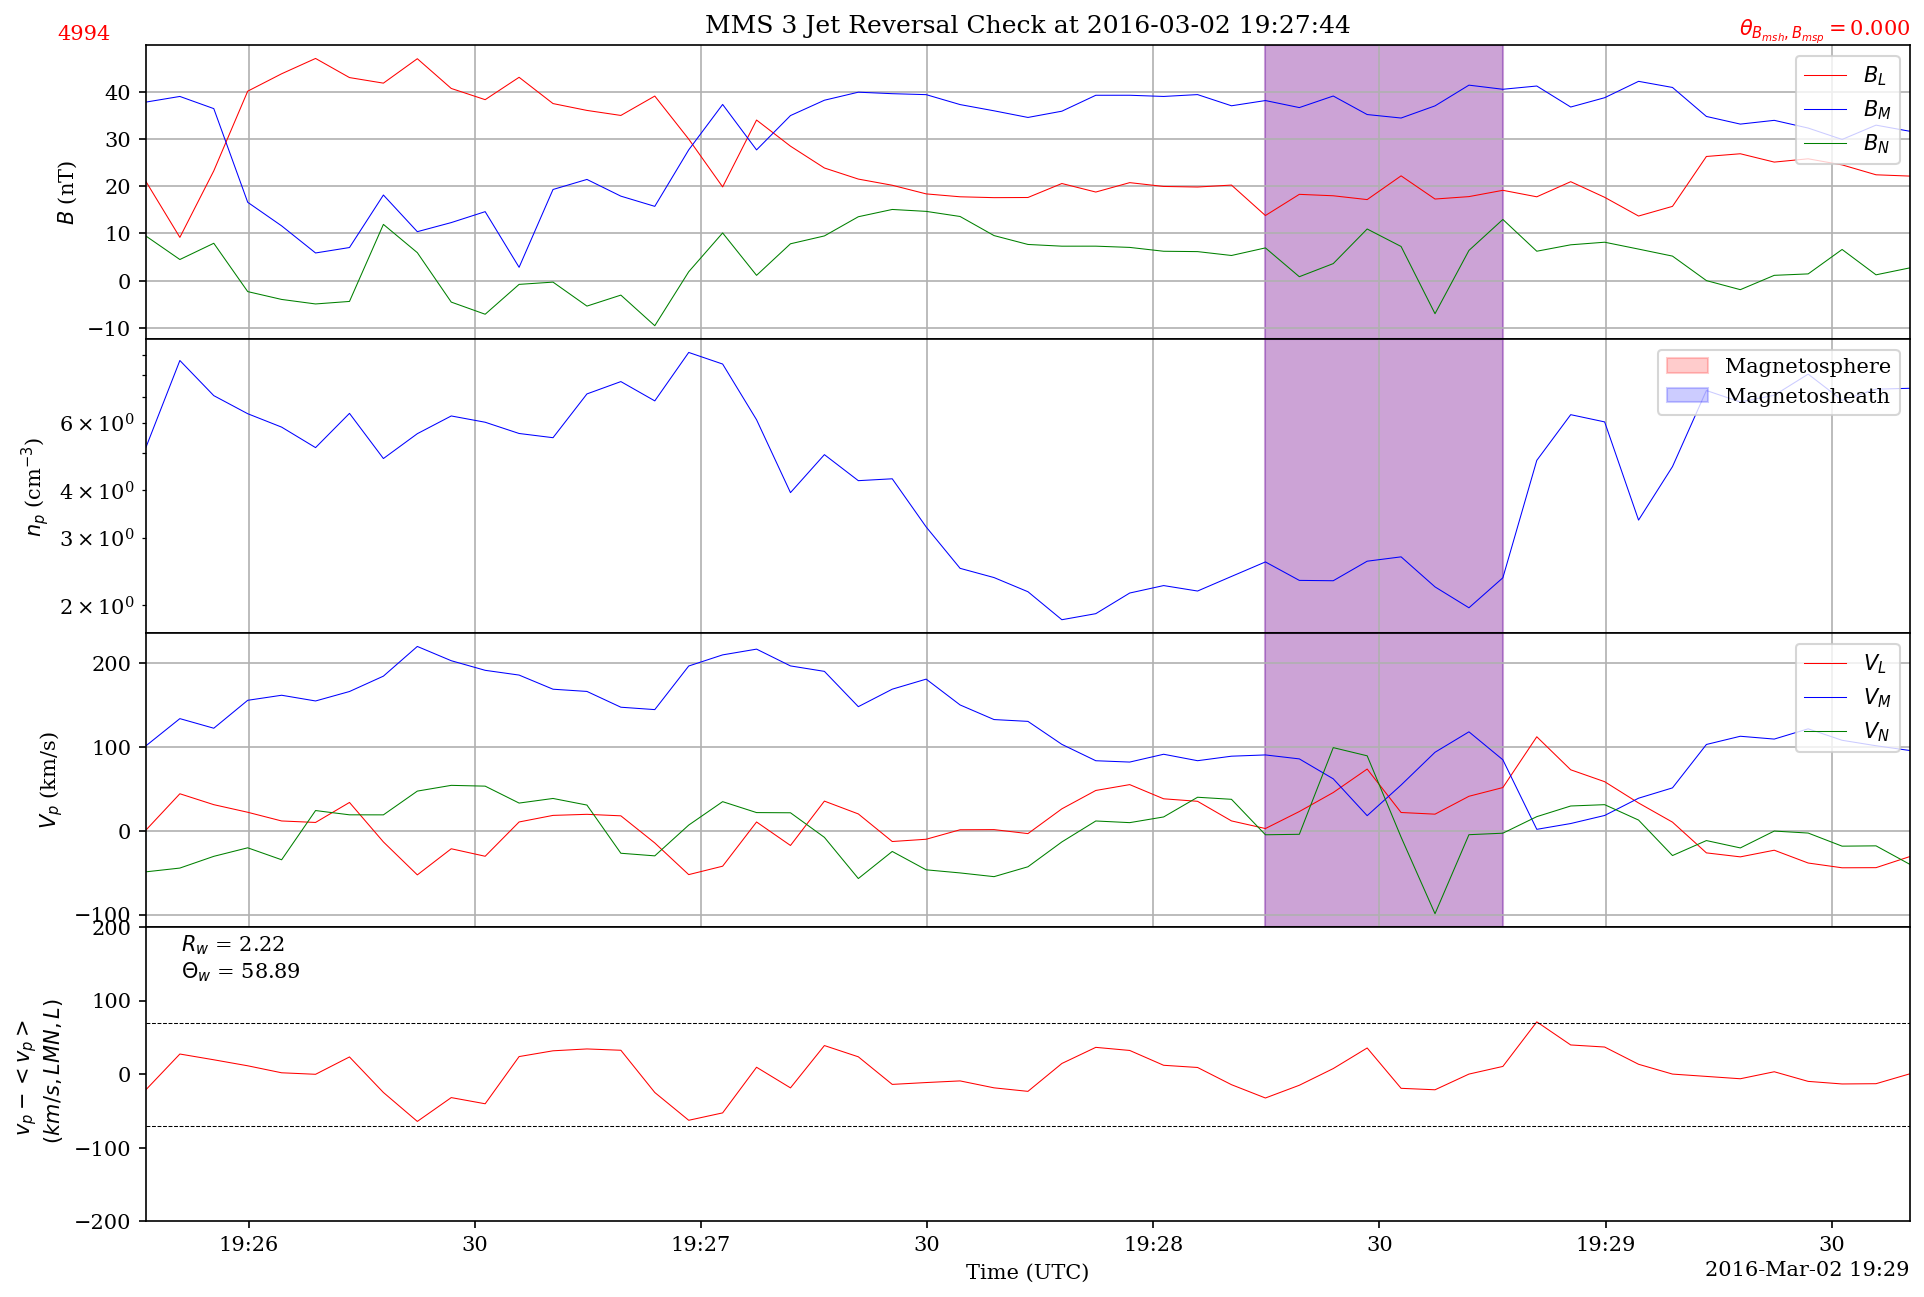 MMS 3 Jet Reversal Check at 2016-03-02 19:27:44
4994
θ_{B_{msh}, B_{msp}} = 0.000
40
30
20
10
0
−10
B (nT)
B_L
B_M
B_N
6 × 10^0
4 × 10^0
3 × 10^0
2 × 10^0
n_p (cm^{−3})
Magnetosphere
Magnetosheath
200
100
0
−100
V_p (km/s)
V_L
V_M
V_N
200
100
0
−100
−200
v_p − < v_p >
(km/s, LMN, L)
R_w = 2.22
Θ_w = 58.89
19:26
30
19:27
30
19:28
30
19:29
30
Time (UTC)
2016-Mar-02 19:29